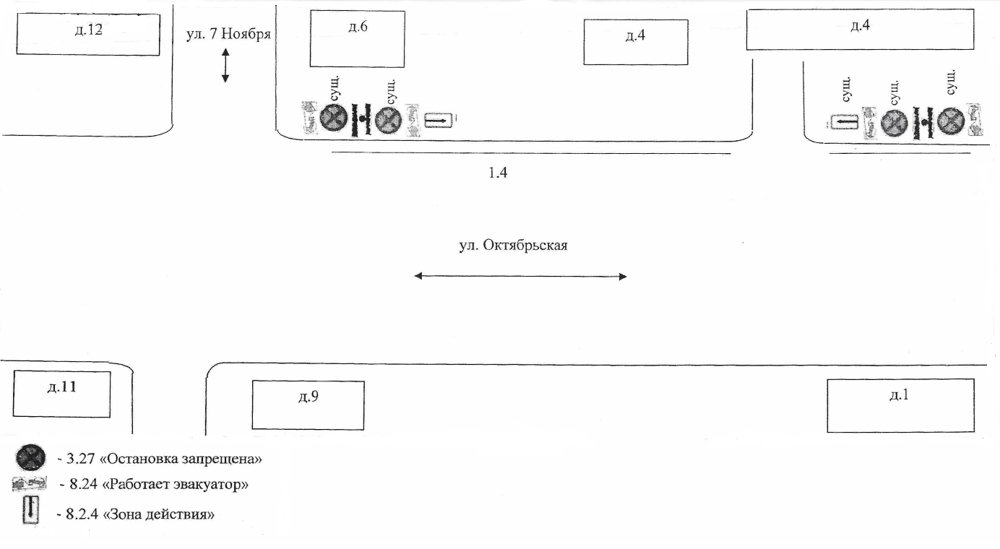 д.12
ул. 7 Ноября
д.6
д.4
д.4
сущ.
сущ.
сущ.
сущ.
сущ.
1.4
ул. Октябрьская
д.11
д.9
д.1
- 3.27 «Остановка запрещена»
- 8.24 «Работает эвакуатор»
- 8.2.4 «Зона действия»